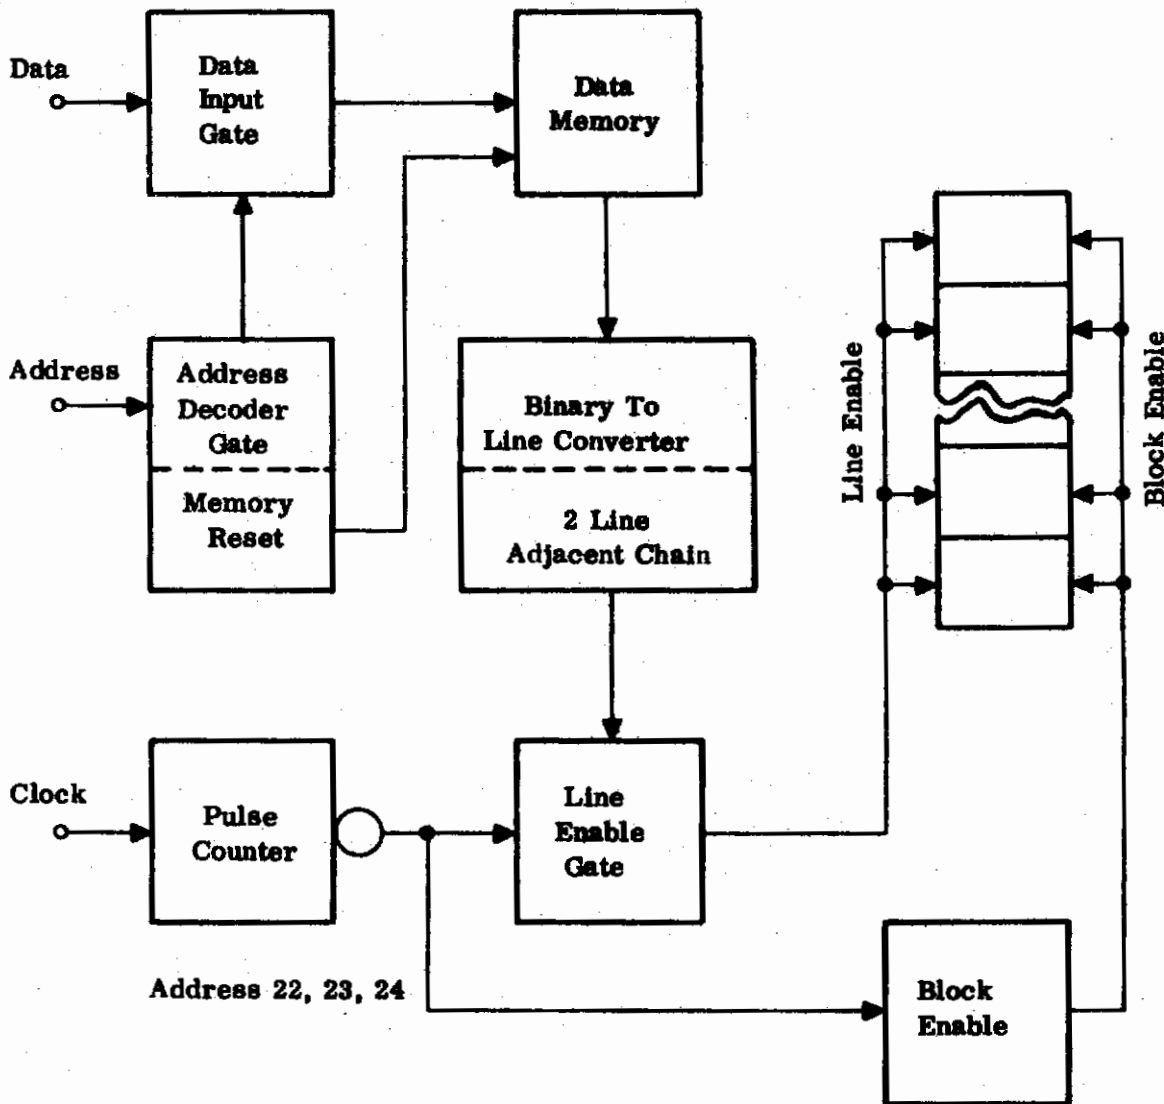 Data
Data
Input
Gate
Data
Memory
Address
Address
Decoder
Gate
Memory
Reset
Binary To
Line Converter
2 Line
Adjacent Chain
Line Enable
Block Enable
Clock
Pulse
Counter
Line
Enable
Gate
Address 22, 23, 24
Block
Enable